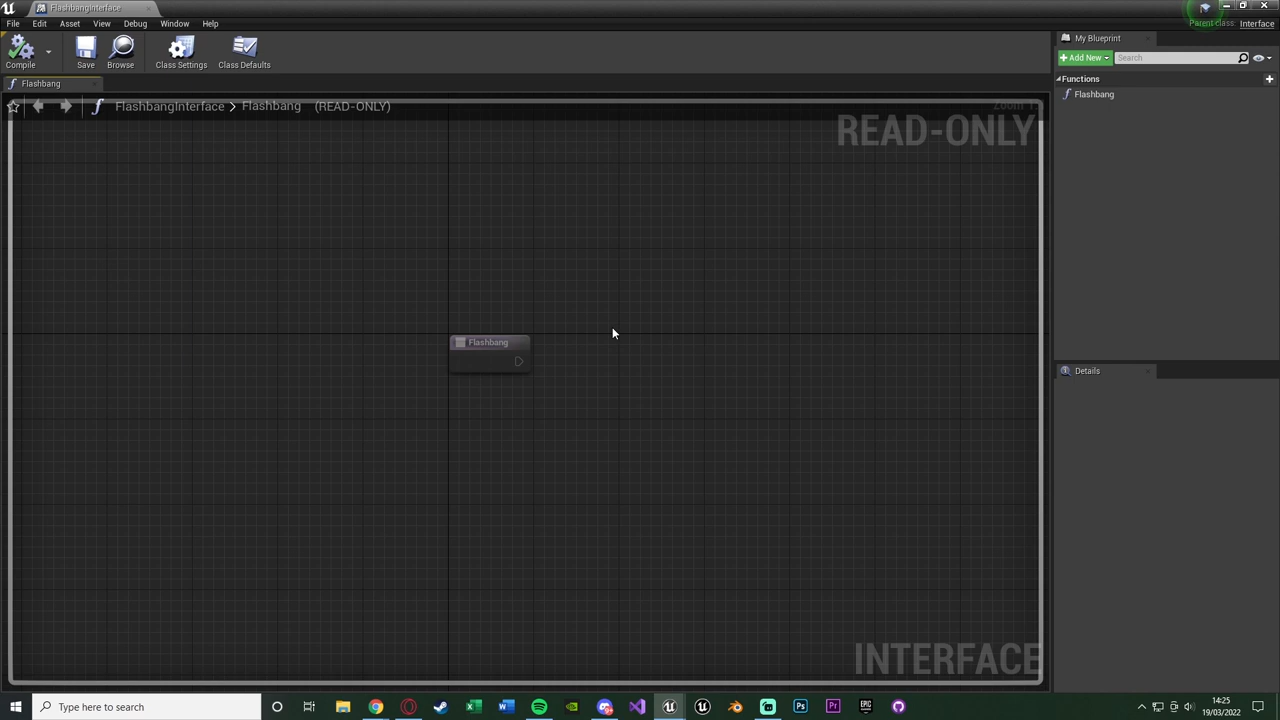 FlashbangInterface
File Edit Asset View Debug Window Help
Parent class: Interface
Compile Save Browse Class Settings Class Defaults
My Blueprint
Add New Search
Flashbang
Functions
FlashbangInterface > Flashbang (READ-ONLY)
Flashbang
Zoom 1:
READ-ONLY
Flashbang
Details
INTERFACE
Type here to search
14:25
19/03/2022